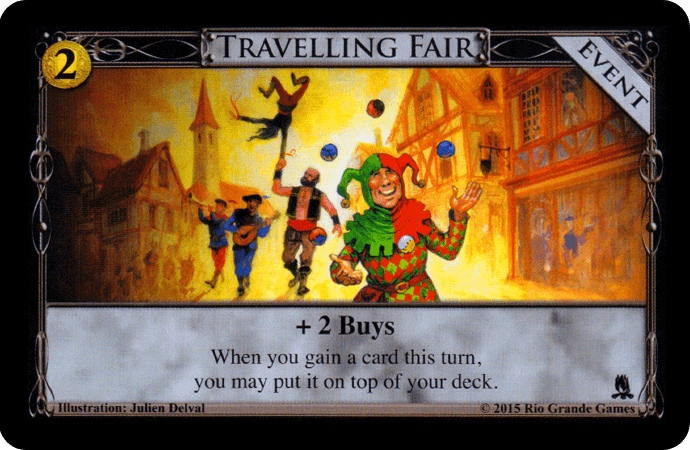 2
TRAVELLING FAIR
EVENT
+ 2 Buys
When you gain a card this turn,
you may put it on top of your deck.
Illustration: Julien Delval
© 2015 Rio Grande Games